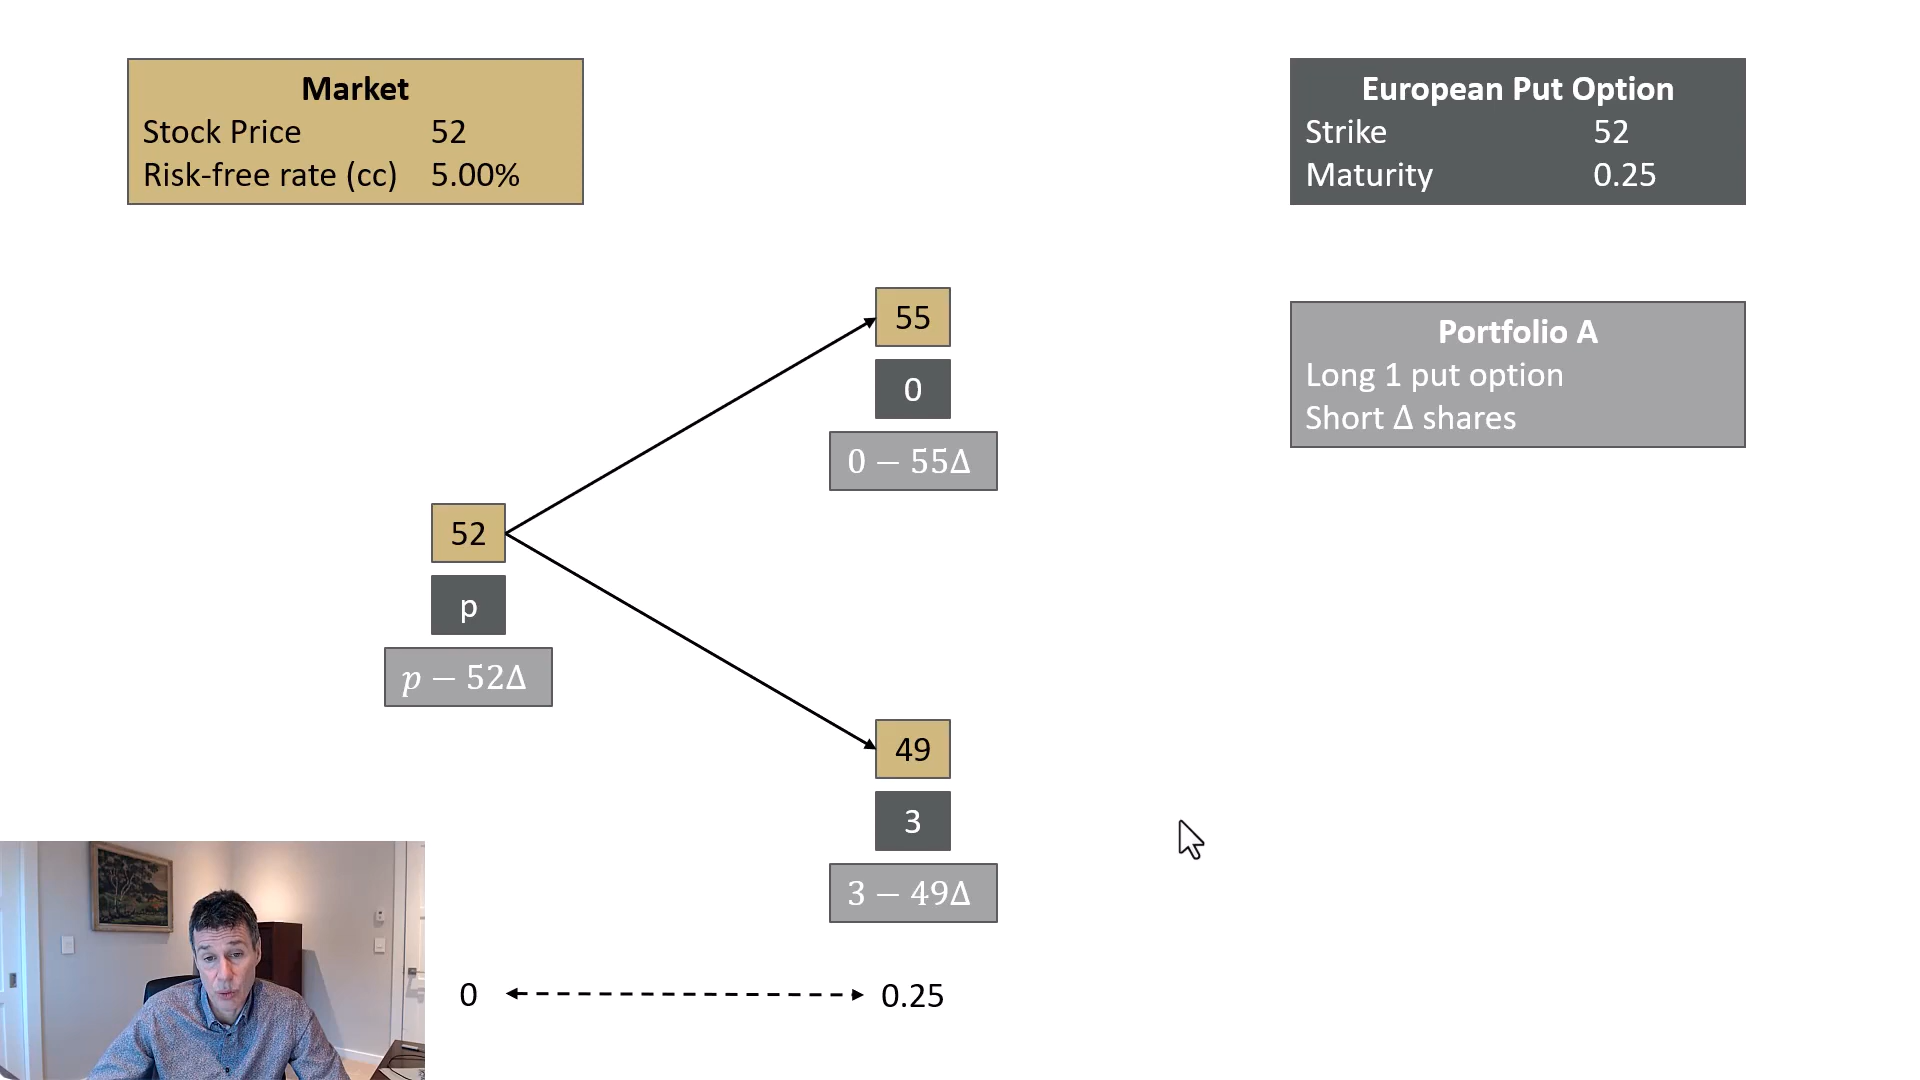 Market
Stock Price 52
Risk-free rate (cc) 5.00%
European Put Option
Strike 52
Maturity 0.25
Portfolio A
Long 1 put option
Short Δ shares
55
0
0 − 55Δ
52
p
p − 52Δ
49
3
3 − 49Δ
0 0.25